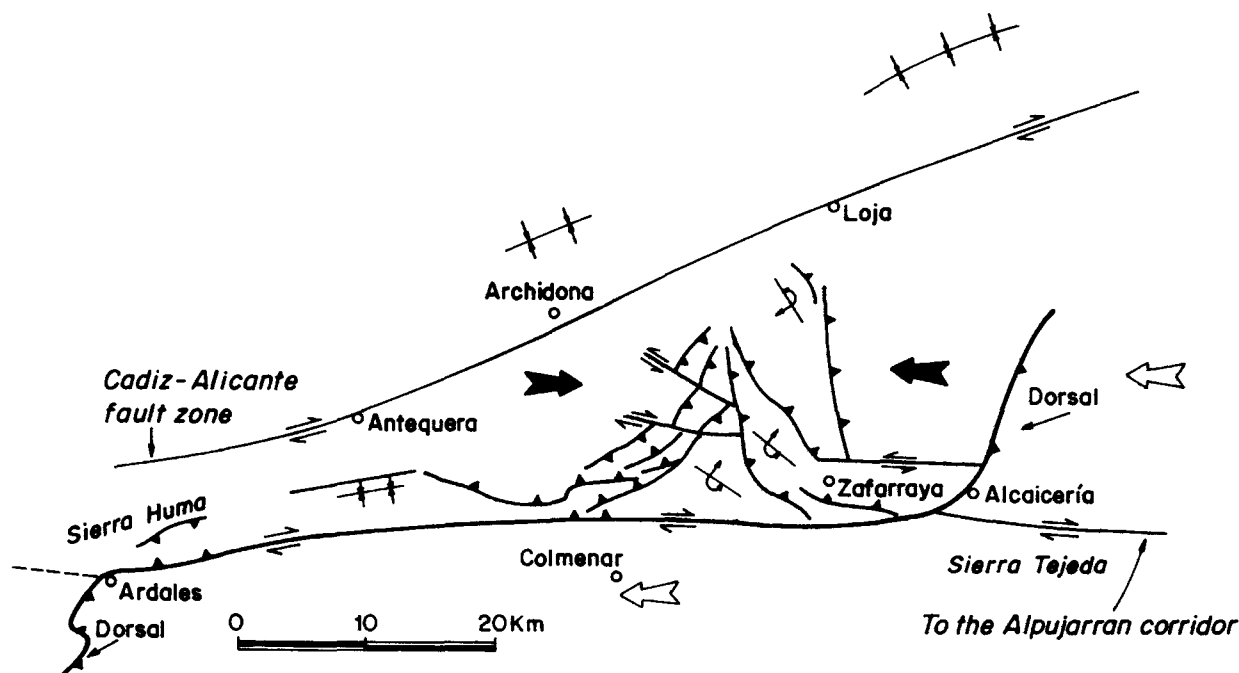 Loja
Archidona
Cadiz-Alicante
fault zone
Antequera
Dorsal
Zafarraya
Alcaicería
Sierra Huma
Colmenar
Sierra Tejeda
Ardales
To the Alpujarran corridor
Dorsal
0 10 20Km